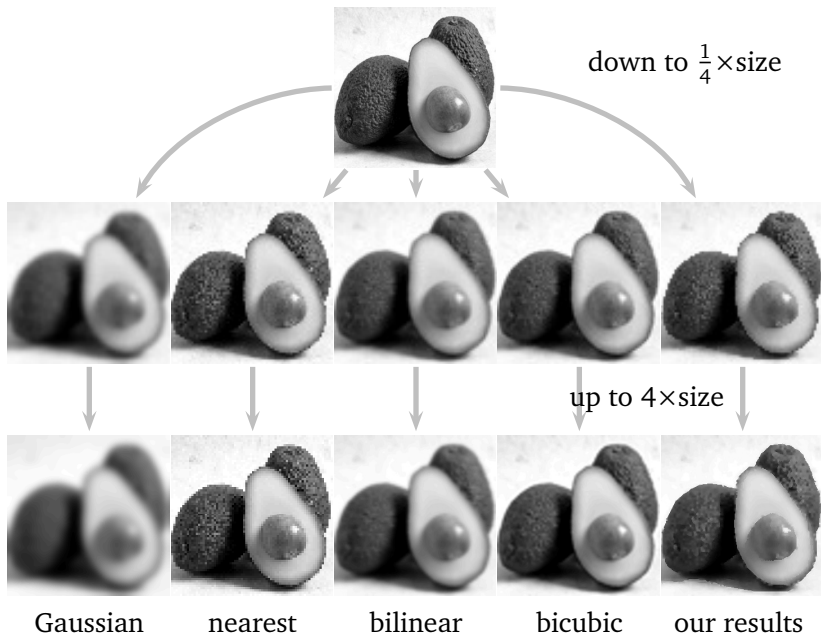 down to 1/4×size
up to 4×size
Gaussian nearest bilinear bicubic our results